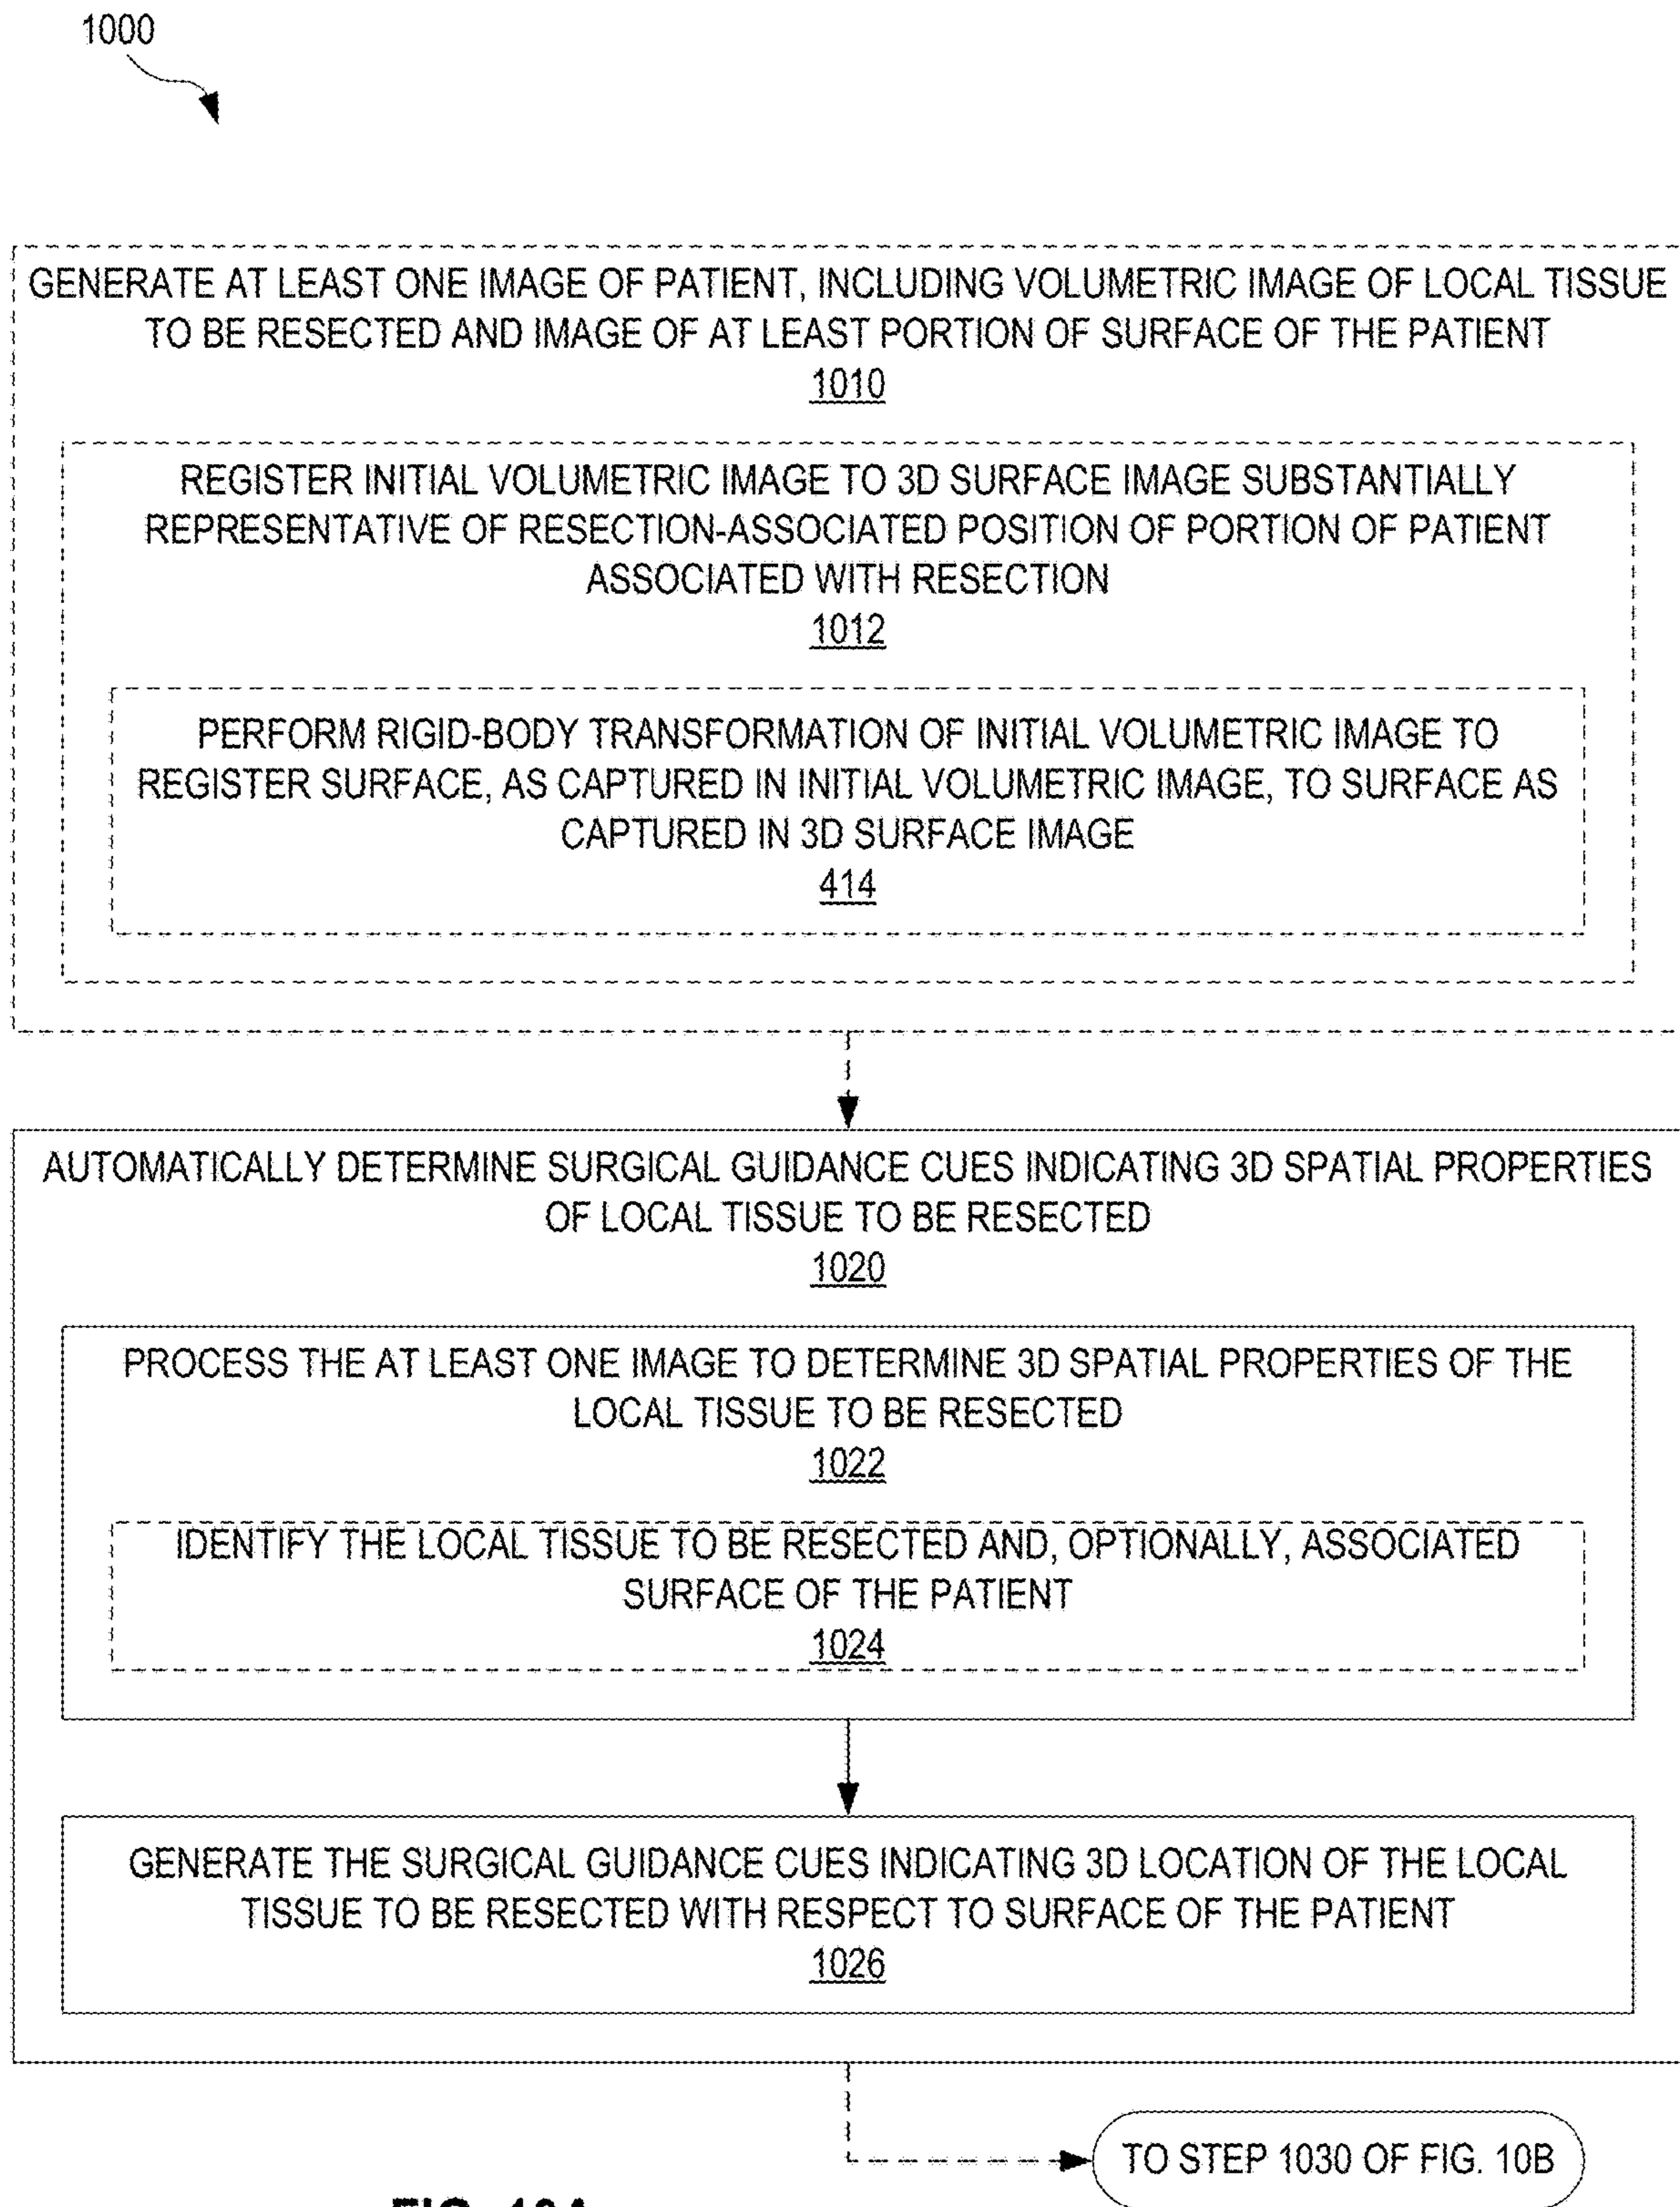 1000
GENERATE AT LEAST ONE IMAGE OF PATIENT, INCLUDING VOLUMETRIC IMAGE OF LOCAL TISSUE
TO BE RESECTED AND IMAGE OF AT LEAST PORTION OF SURFACE OF THE PATIENT
1010
REGISTER INITIAL VOLUMETRIC IMAGE TO 3D SURFACE IMAGE SUBSTANTIALLY
REPRESENTATIVE OF RESECTION-ASSOCIATED POSITION OF PORTION OF PATIENT
ASSOCIATED WITH RESECTION
1012
PERFORM RIGID-BODY TRANSFORMATION OF INITIAL VOLUMETRIC IMAGE TO
REGISTER SURFACE, AS CAPTURED IN INITIAL VOLUMETRIC IMAGE, TO SURFACE AS
CAPTURED IN 3D SURFACE IMAGE
414
AUTOMATICALLY DETERMINE SURGICAL GUIDANCE CUES INDICATING 3D SPATIAL PROPERTIES
OF LOCAL TISSUE TO BE RESECTED
1020
PROCESS THE AT LEAST ONE IMAGE TO DETERMINE 3D SPATIAL PROPERTIES OF THE
LOCAL TISSUE TO BE RESECTED
1022
IDENTIFY THE LOCAL TISSUE TO BE RESECTED AND, OPTIONALLY, ASSOCIATED
SURFACE OF THE PATIENT
1024
GENERATE THE SURGICAL GUIDANCE CUES INDICATING 3D LOCATION OF THE LOCAL
TISSUE TO BE RESECTED WITH RESPECT TO SURFACE OF THE PATIENT
1026
TO STEP 1030 OF FIG. 10B